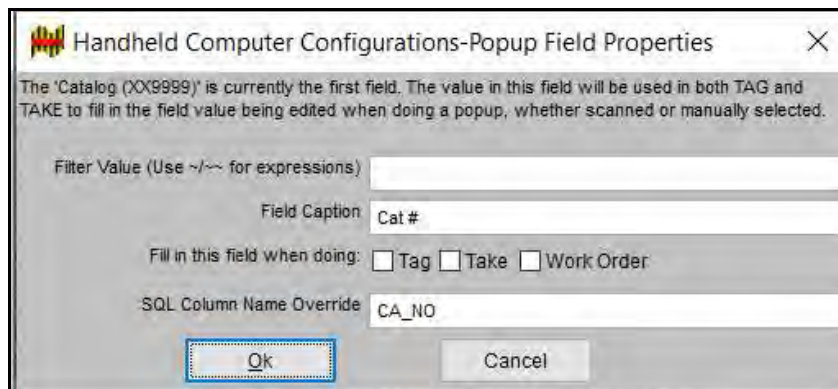 Handheld Computer Configurations-Popup Field Properties
The 'Catalog (XX9999)' is currently the first field. The value in this field will be used in both TAG and
TAKE to fill in the field value being edited when doing a popup, whether scanned or manually selected.
Filter Value (Use ~/~~ for expressions)
Field Caption Cat #
Fill in this field when doing: Tag Take Work Order
SQL Column Name Override CA_NO
Ok Cancel